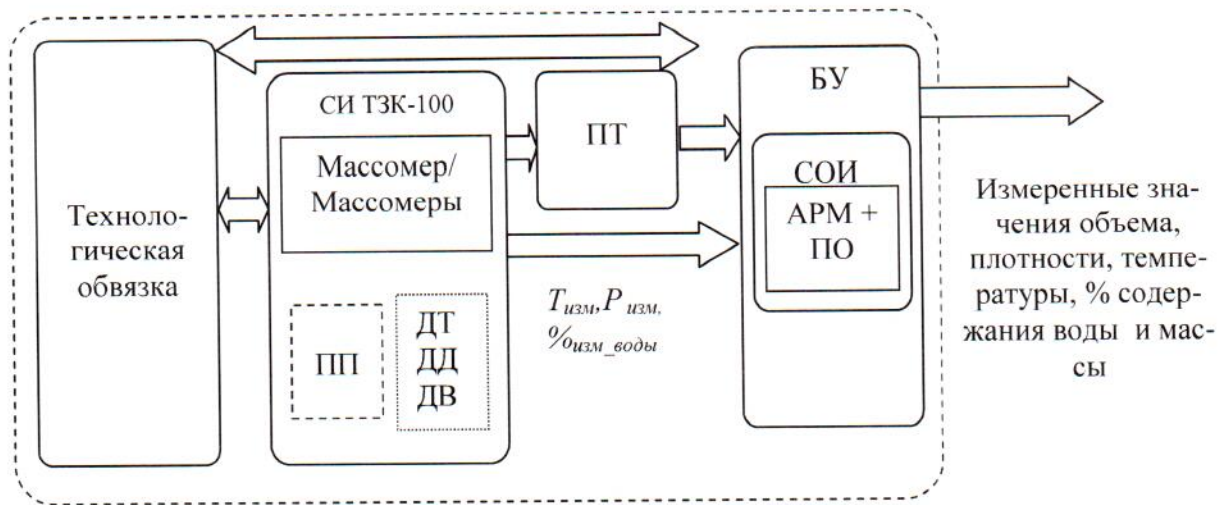 Техноло-
гическая
обвязка
СИ ТЗК-100
Массомер/
Массомеры
ПП
ДТ
ДД
ДВ
ПТ
Tизм,P изм,
%изм_воды
БУ
СОИ
АРМ +
ПО
Измеренные зна-
чения объема,
плотности, темпе-
ратуры, % содер-
жания воды и мас-
сы